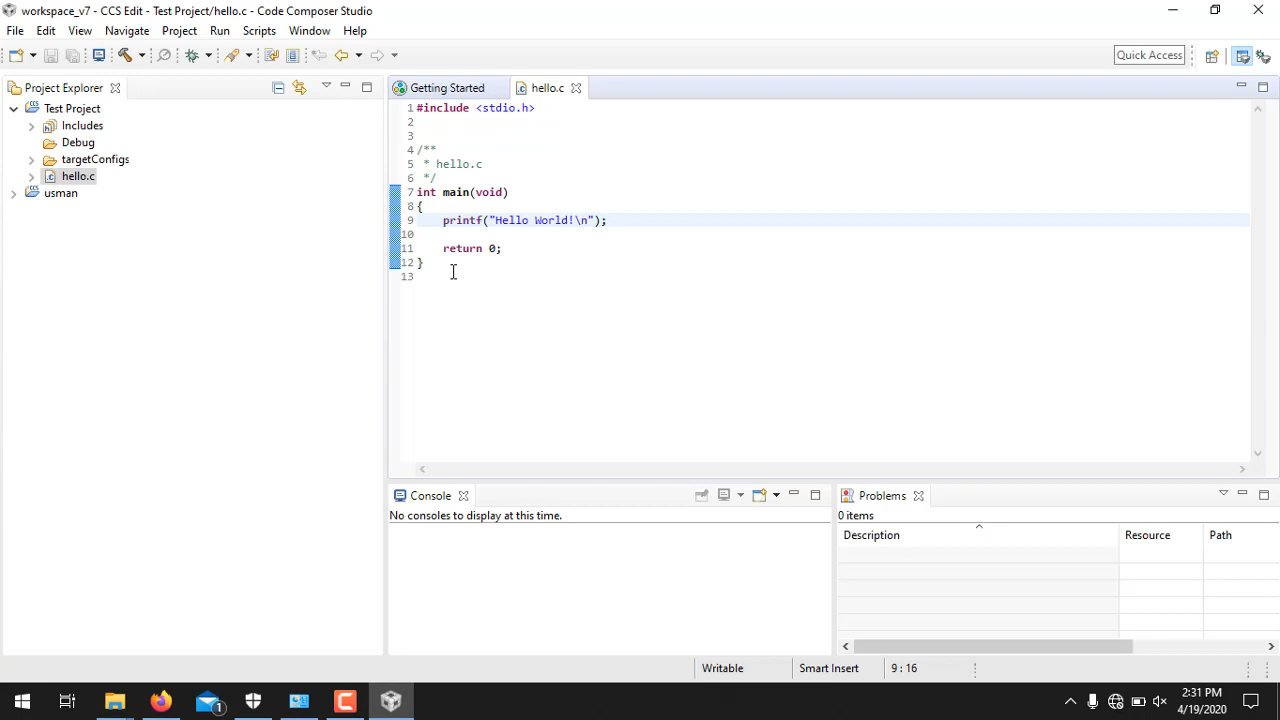 workspace_v7 - CCS Edit - Test Project/hello.c - Code Composer Studio
File Edit View Navigate Project Run Scripts Window Help
Quick Access
Project Explorer
Test Project
Includes
Debug
targetConfigs
hello.c
usman
Getting Started
hello.c
1 #include <stdio.h>
2
3
4 /**
5  * hello.c
6  */
7 int main(void)
8 {
9     printf("Hello World!\n");
10
11     return 0;
12 }
13
Console
No consoles to display at this time.
Problems
0 items
Description Resource Path
Writable Smart Insert 9 : 16
1
2:31 PM
4/19/2020